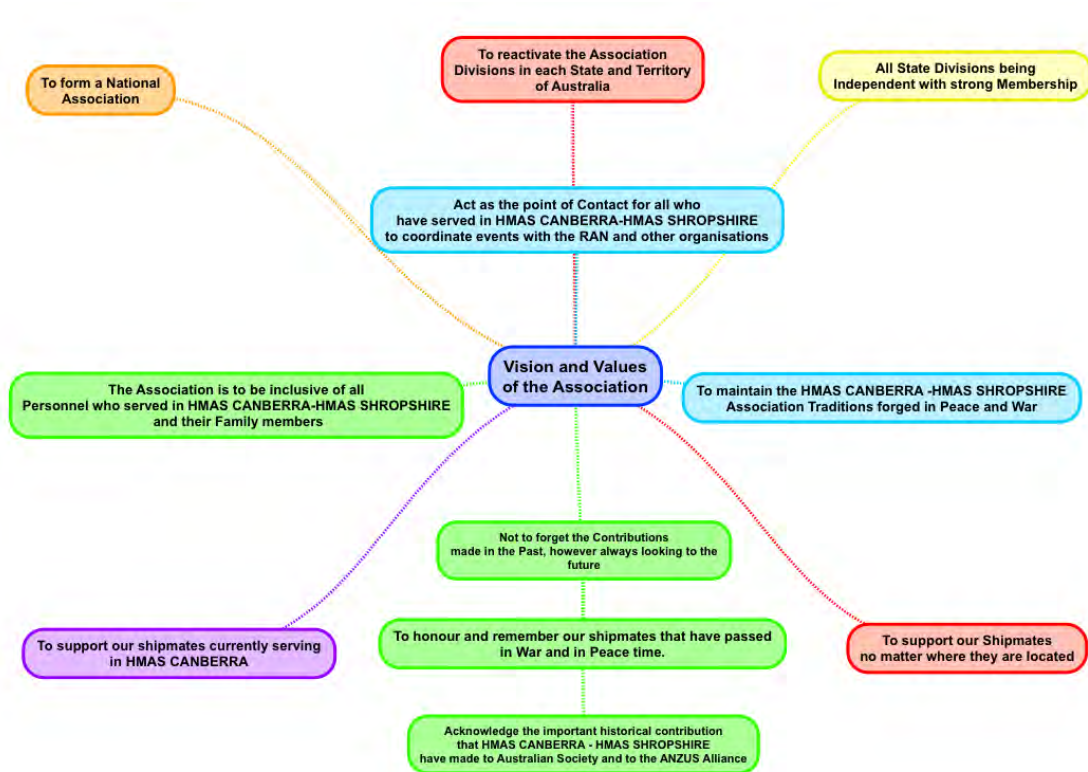 To form a National
Association
To reactivate the Association
Divisions in each State and Territory
of Australia
All State Divisions being
Independent with strong Membership
Act as the point of Contact for all who
have served in HMAS CANBERRA-HMAS SHROPSHIRE
to coordinate events with the RAN and other organisations
Vision and Values
of the Association
The Association is to be inclusive of all
Personnel who served in HMAS CANBERRA-HMAS SHROPSHIRE
and their Family members
To maintain the HMAS CANBERRA -HMAS SHROPSHIRE
Association Traditions forged in Peace and War
Not to forget the Contributions
made in the Past, however always looking to the
future
To support our shipmates currently serving
in HMAS CANBERRA
To honour and remember our shipmates that have passed
in War and in Peace time.
To support our Shipmates
no matter where they are located
Acknowledge the important historical contribution
that HMAS CANBERRA - HMAS SHROPSHIRE
have made to Australian Society and to the ANZUS Alliance